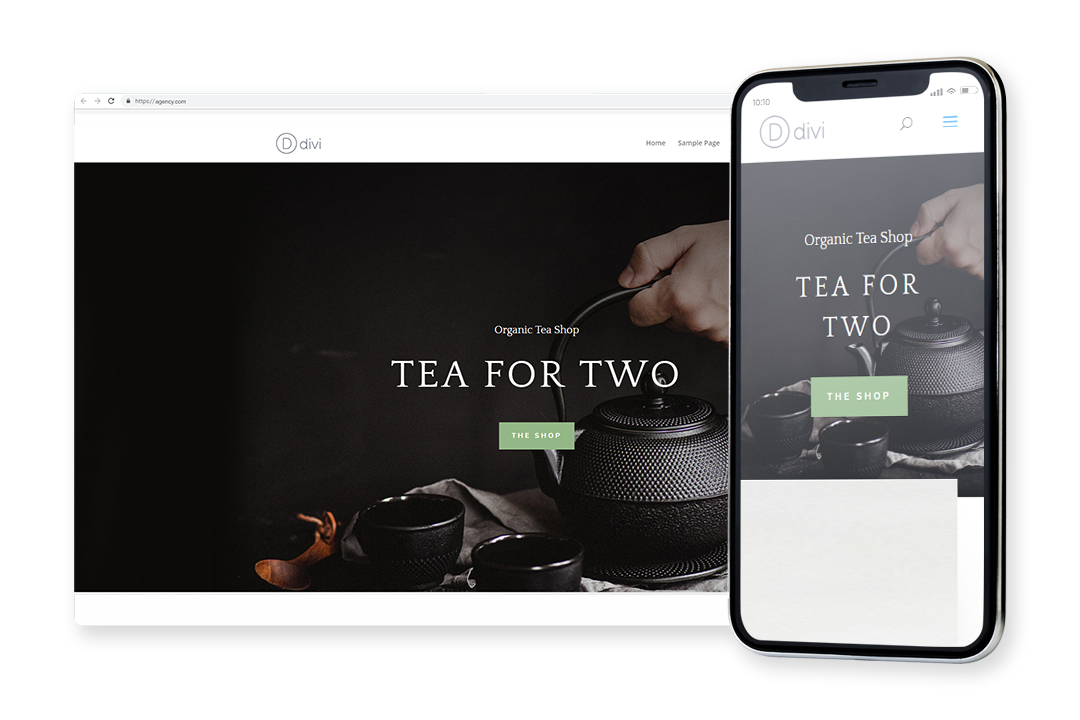 https://agency.com
D divi
Home Sample Page
Organic Tea Shop
TEA FOR TWO
THE SHOP
10:10
D divi
Organic Tea Shop
TEA FOR
TWO
THE SHOP